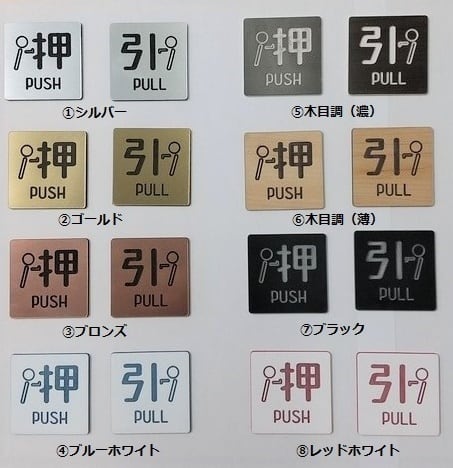 押 引
PUSH PULL
①シルバー
押 引
PUSH PULL
②ゴールド
押 引
PUSH PULL
③ブロンズ
押 引
PUSH PULL
④ブルーホワイト
押 引
PUSH PULL
⑤木目調（濃）
押 引
PUSH PULL
⑥木目調（薄）
押 引
PUSH PULL
⑦ブラック
押 引
PUSH PULL
⑧レッドホワイト